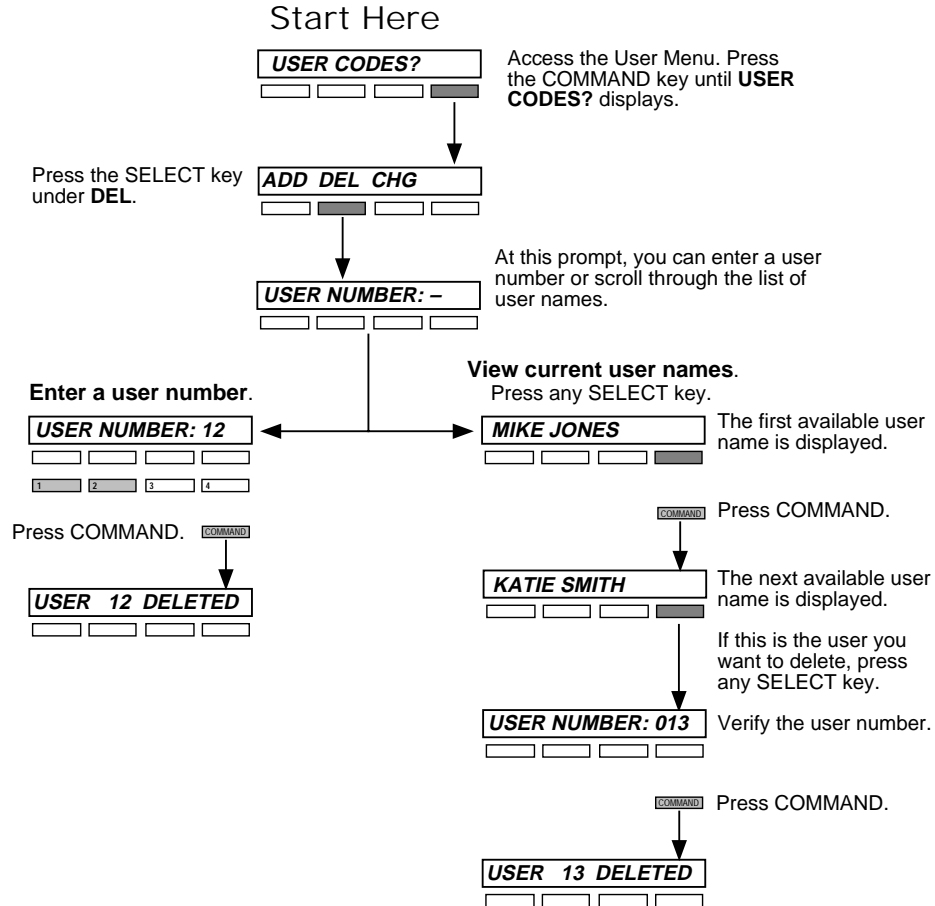 Start Here
USER CODES?
Access the User Menu. Press
the COMMAND key until USER
CODES? displays.
Press the SELECT key
under DEL.
ADD DEL CHG
At this prompt, you can enter a user
number or scroll through the list of
user names.
USER NUMBER: –
Enter a user number.
USER NUMBER: 12
1 2 3 4
Press COMMAND. COMMAND
USER 12 DELETED
View current user names.
Press any SELECT key.
MIKE JONES
The first available user
name is displayed.
COMMAND Press COMMAND.
KATIE SMITH
The next available user
name is displayed.
If this is the user you
want to delete, press
any SELECT key.
USER NUMBER: 013 Verify the user number.
COMMAND Press COMMAND.
USER 13 DELETED